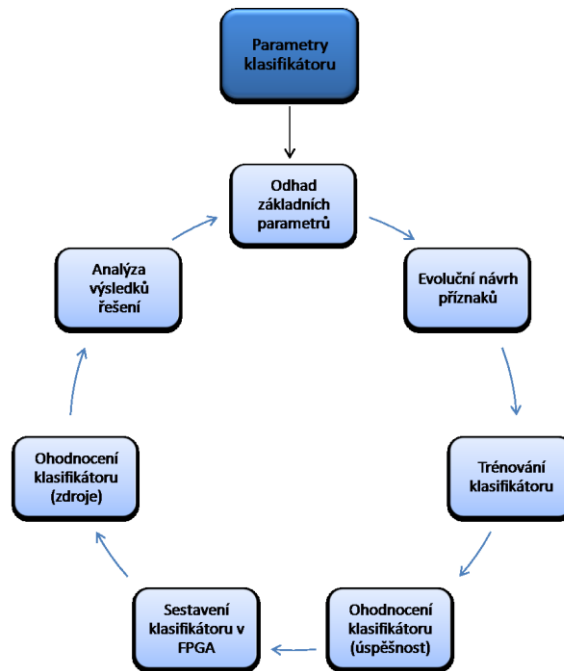 Parametry
klasifikátoru
Odhad
základních
parametrů
Evoluční návrh
příznaků
Trénování
klasifikátoru
Ohodnocení
klasifikátoru
(úspěšnost)
Sestavení
klasifikátoru v
FPGA
Ohodnocení
klasifikátoru
(zdroje)
Analýza
výsledků
řešení